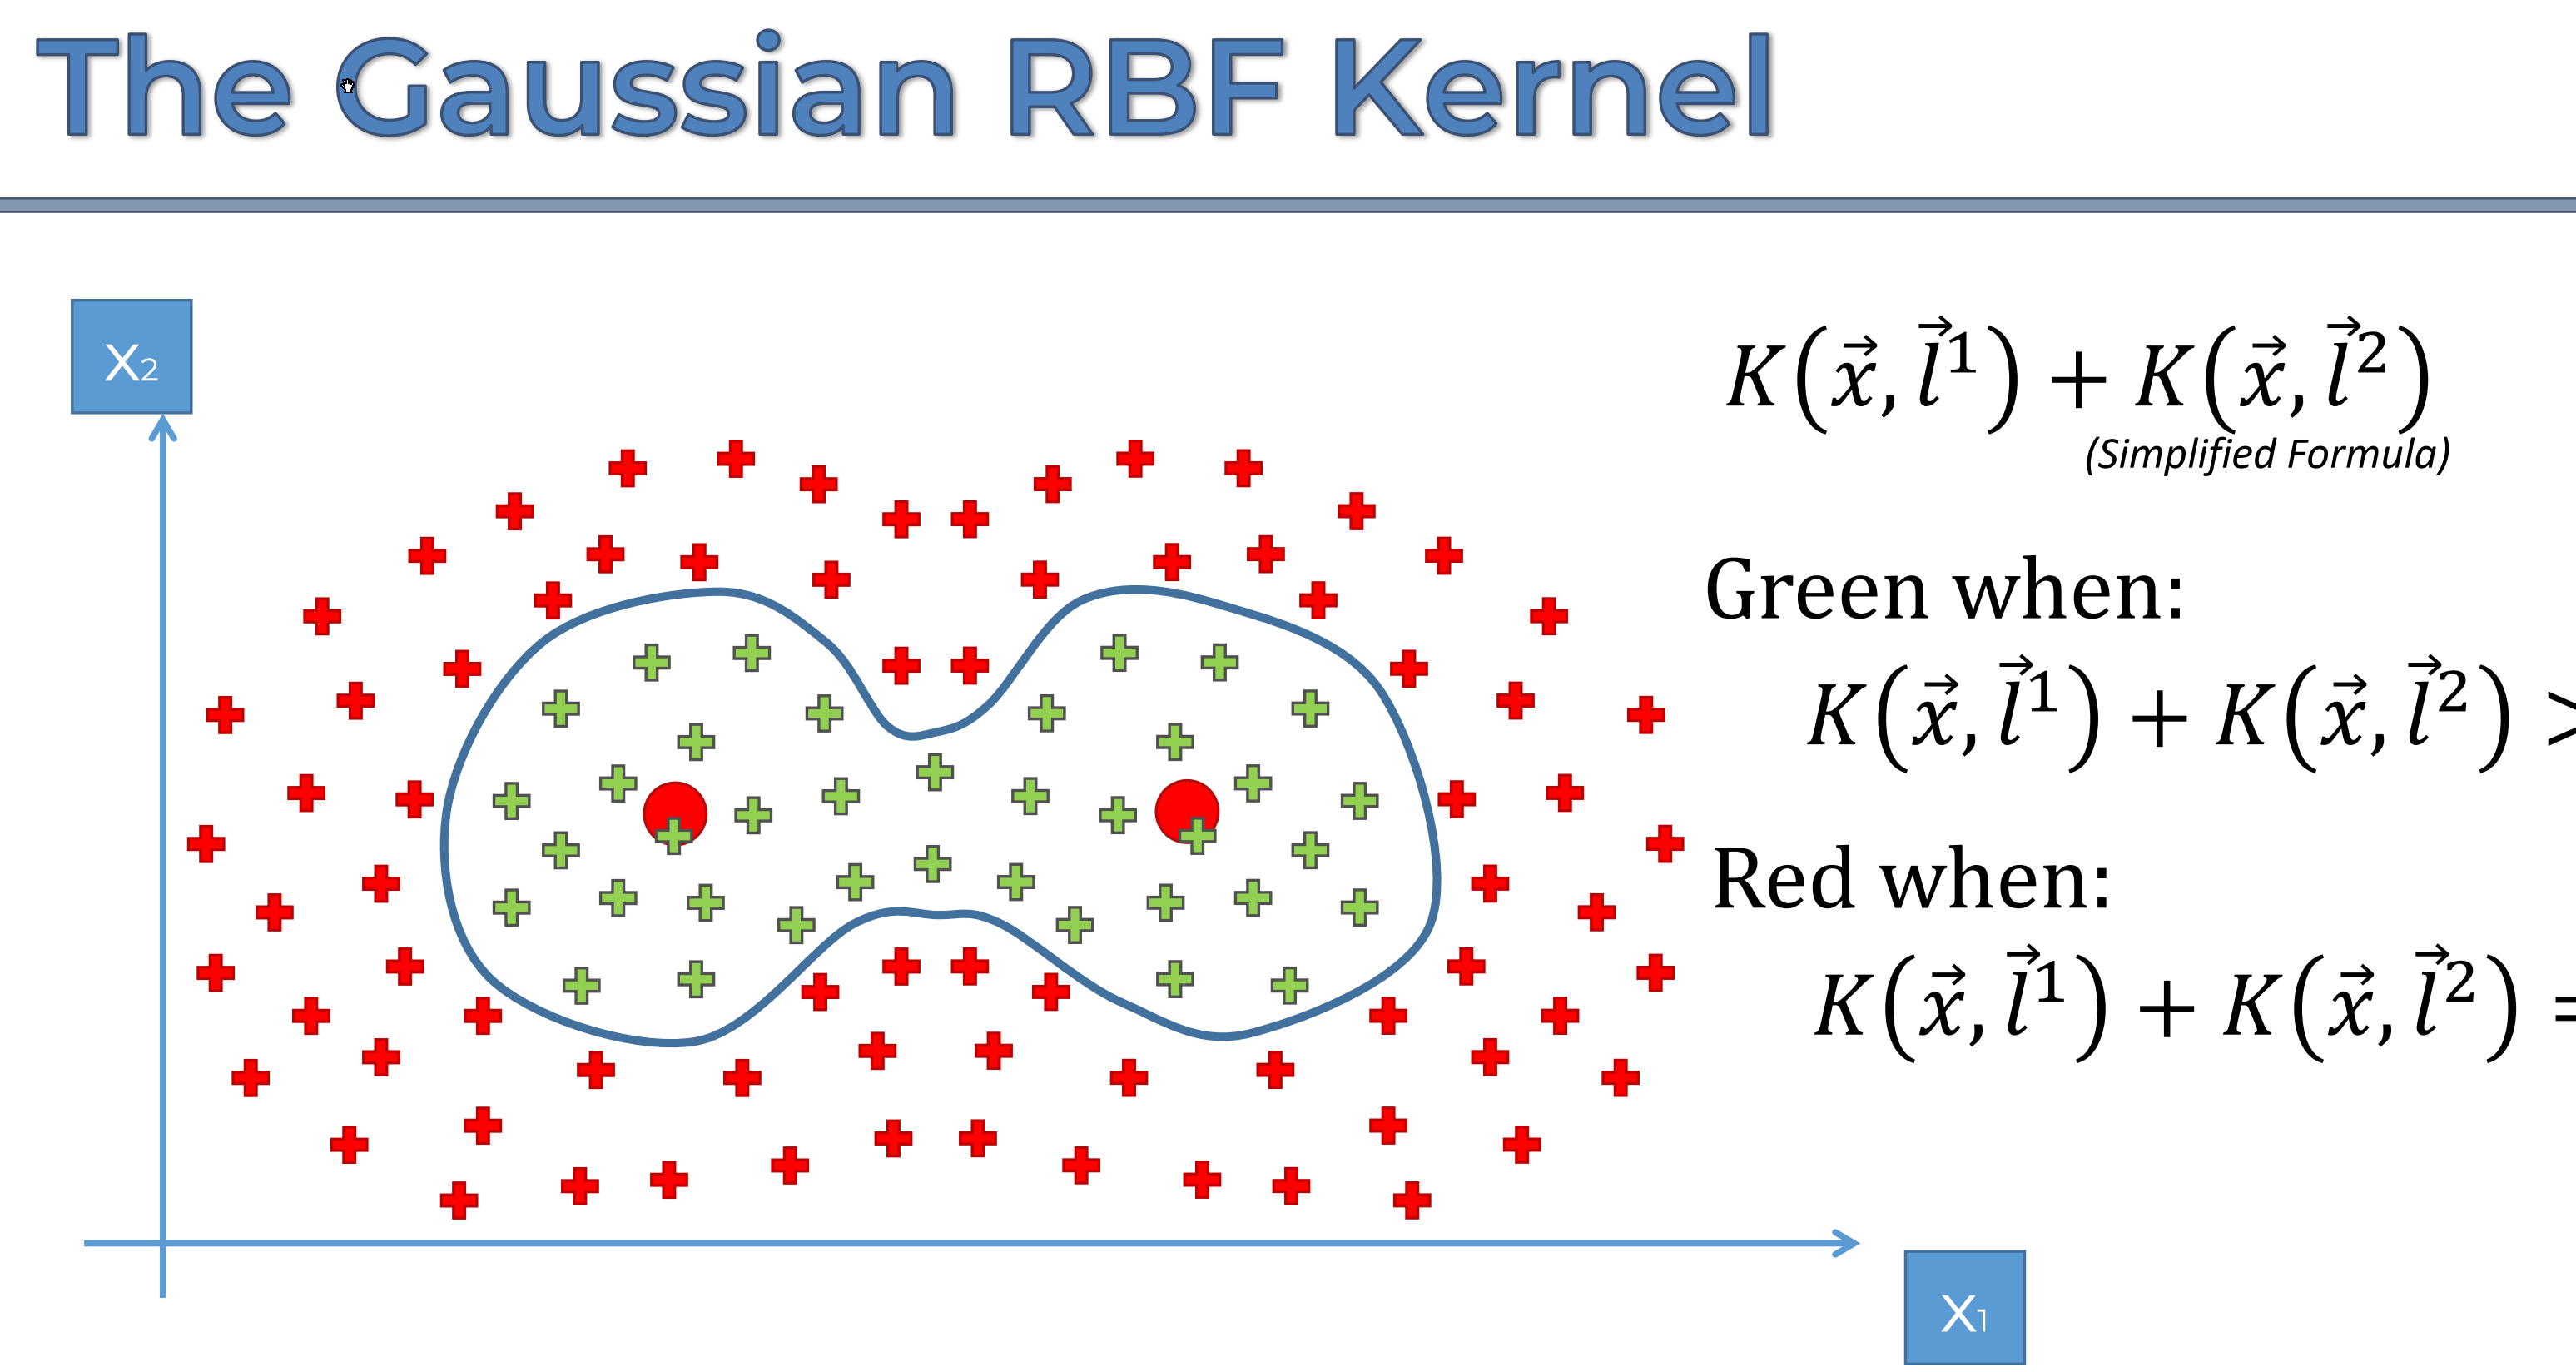 The Gaussian RBF Kernel
X₂
K(x⃗, l⃗¹) + K(x⃗, l⃗²)
(Simplified Formula)
Green when:
K(x⃗, l⃗¹) + K(x⃗, l⃗²) >
Red when:
K(x⃗, l⃗¹) + K(x⃗, l⃗²) =
X₁